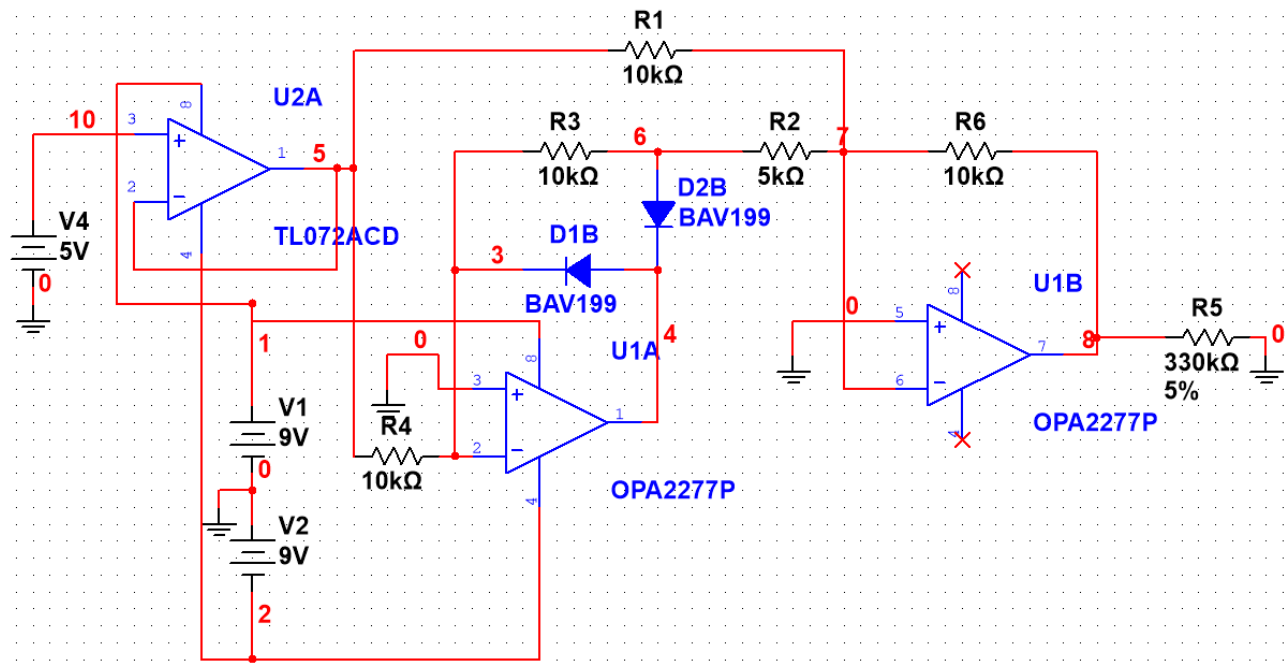 R1
10kΩ
U2A
10
3
8
+
1
5
2
−
4
TL072ACD
V4
5V
0
R3
10kΩ
6
R2
5kΩ
7
R6
10kΩ
D2B
BAV199
D1B
3
BAV199
4
U1A
1
0
3
8
+
1
R4
10kΩ
2
−
4
OPA2277P
V1
9V
0
V2
9V
2
0
5
8
+
U1B
7
8
6
−
4
OPA2277P
R5
330kΩ
5%
0